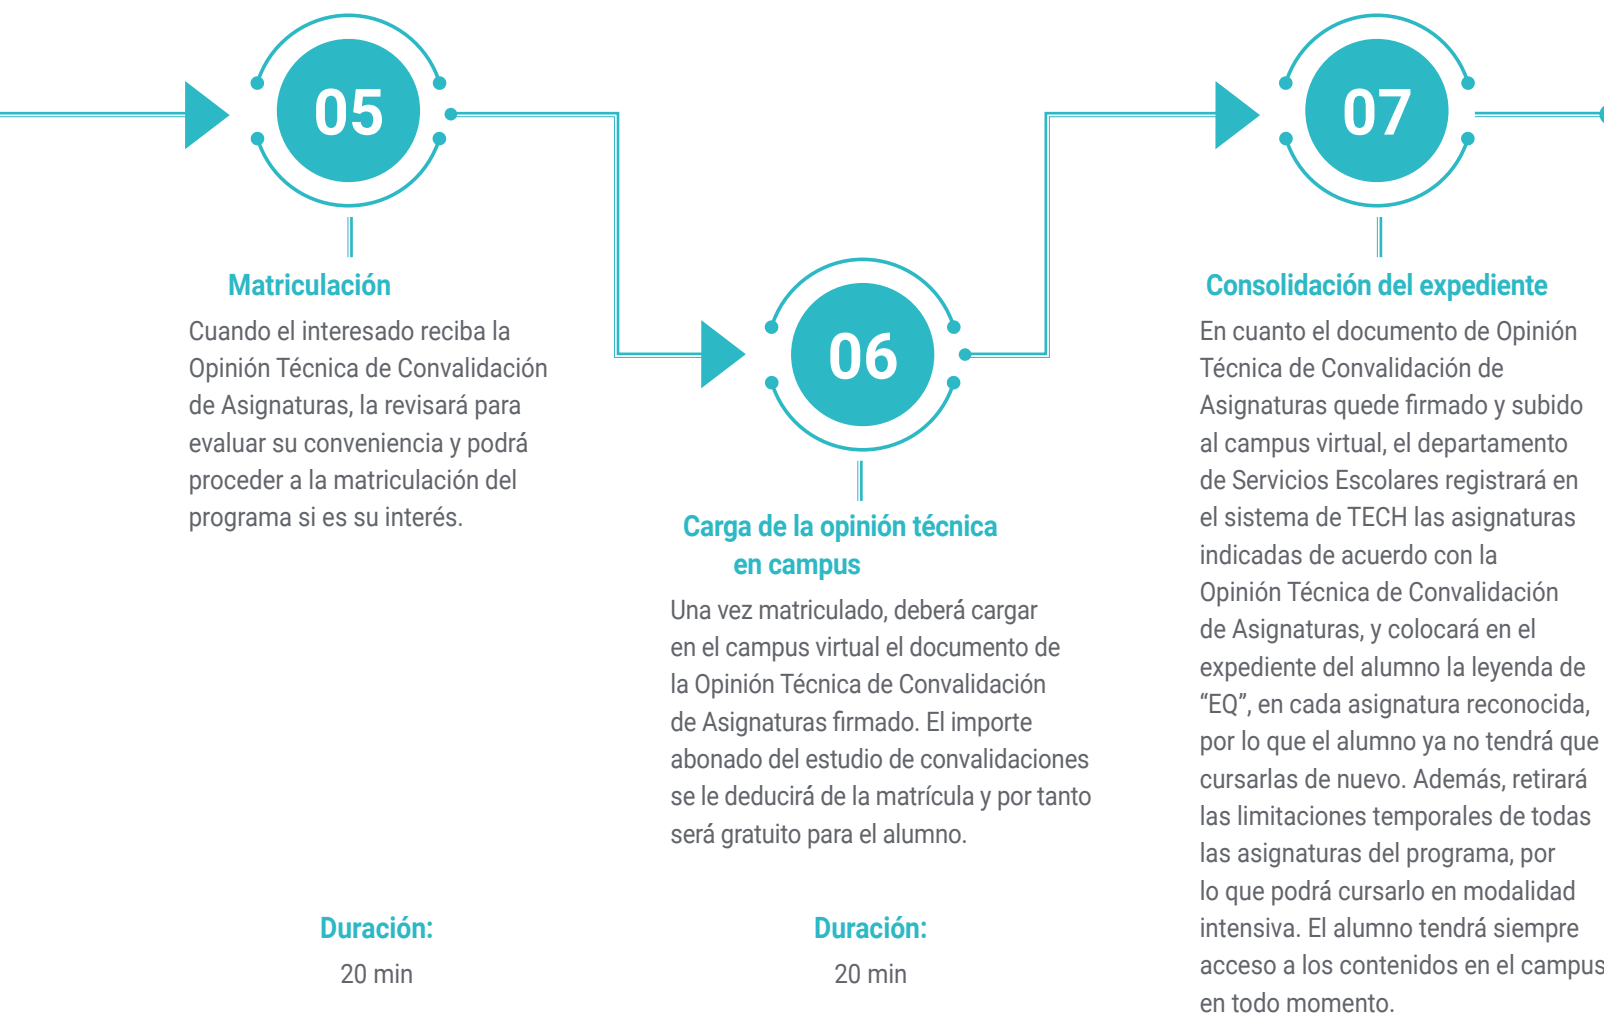 05
Matriculación
Cuando el interesado reciba la
Opinión Técnica de Convalidación
de Asignaturas, la revisará para
evaluar su conveniencia y podrá
proceder a la matriculación del
programa si es su interés.
Duración:
20 min
06
Carga de la opinión técnica
en campus
Una vez matriculado, deberá cargar
en el campus virtual el documento de
la Opinión Técnica de Convalidación
de Asignaturas firmado. El importe
abonado del estudio de convalidaciones
se le deducirá de la matrícula y por tanto
será gratuito para el alumno.
Duración:
20 min
07
Consolidación del expediente
En cuanto el documento de Opinión
Técnica de Convalidación de
Asignaturas quede firmado y subido
al campus virtual, el departamento
de Servicios Escolares registrará en
el sistema de TECH las asignaturas
indicadas de acuerdo con la
Opinión Técnica de Convalidación
de Asignaturas, y colocará en el
expediente del alumno la leyenda de
“EQ”, en cada asignatura reconocida,
por lo que el alumno ya no tendrá que
cursarlas de nuevo. Además, retirará
las limitaciones temporales de todas
las asignaturas del programa, por
lo que podrá cursarlo en modalidad
intensiva. El alumno tendrá siempre
acceso a los contenidos en el campus
en todo momento.